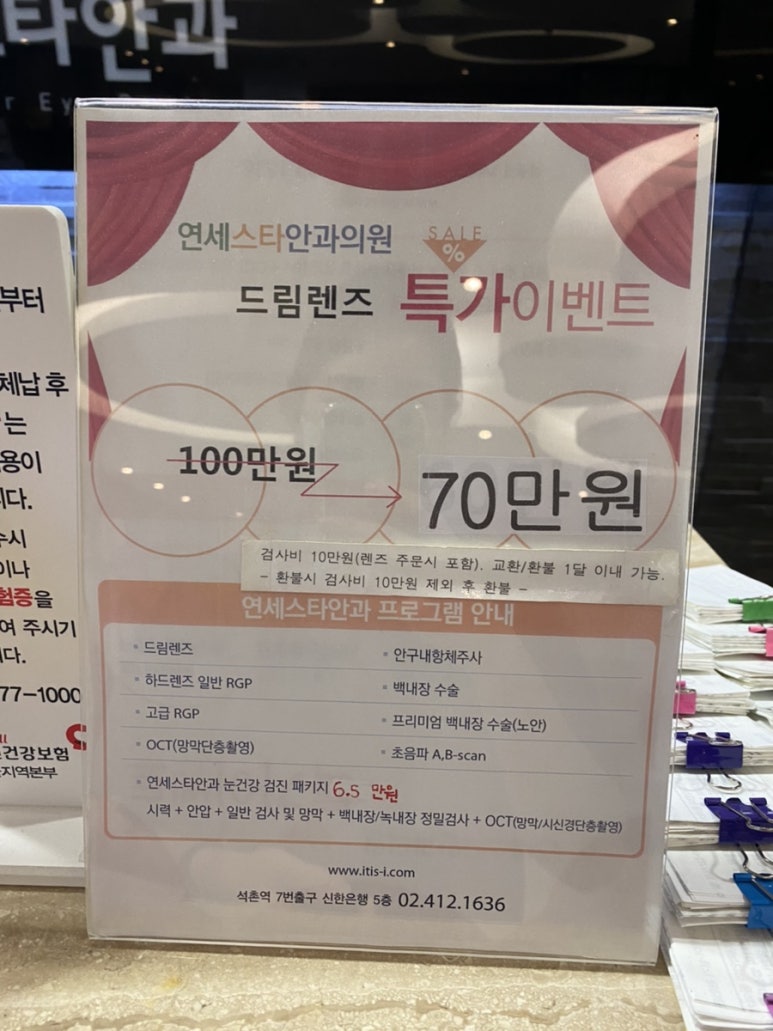 타안과
연세스타안과의원
SALE
%
드림렌즈 특가이벤트
100만원
70만원
검사비 10만원(렌즈 주문시 포함). 교환/환불 1달 이내 가능.
- 환불시 검사비 10만원 제외 후 환불 -
연세스타안과 프로그램 안내
• 드림렌즈
• 하드렌즈 일반 RGP
• 고급 RGP
• OCT(망막단층촬영)
• 안구내항체주사
• 백내장 수술
• 프리미엄 백내장 수술(노안)
• 초음파 A,B-scan
• 연세스타안과 눈건강 검진 패키지 6.5 만원
시력 + 안압 + 일반 검사 및 망막 + 백내장/녹내장 정밀검사 + OCT(망막/시신경단층촬영)
www.itis-i.com
석촌역 7번출구 신한은행 5층 02.412.1636
부터
체납 후
는
용이
니다.
수시
이나
험증을
여 주시기
니다.
77-1000
건강보험
지역본부